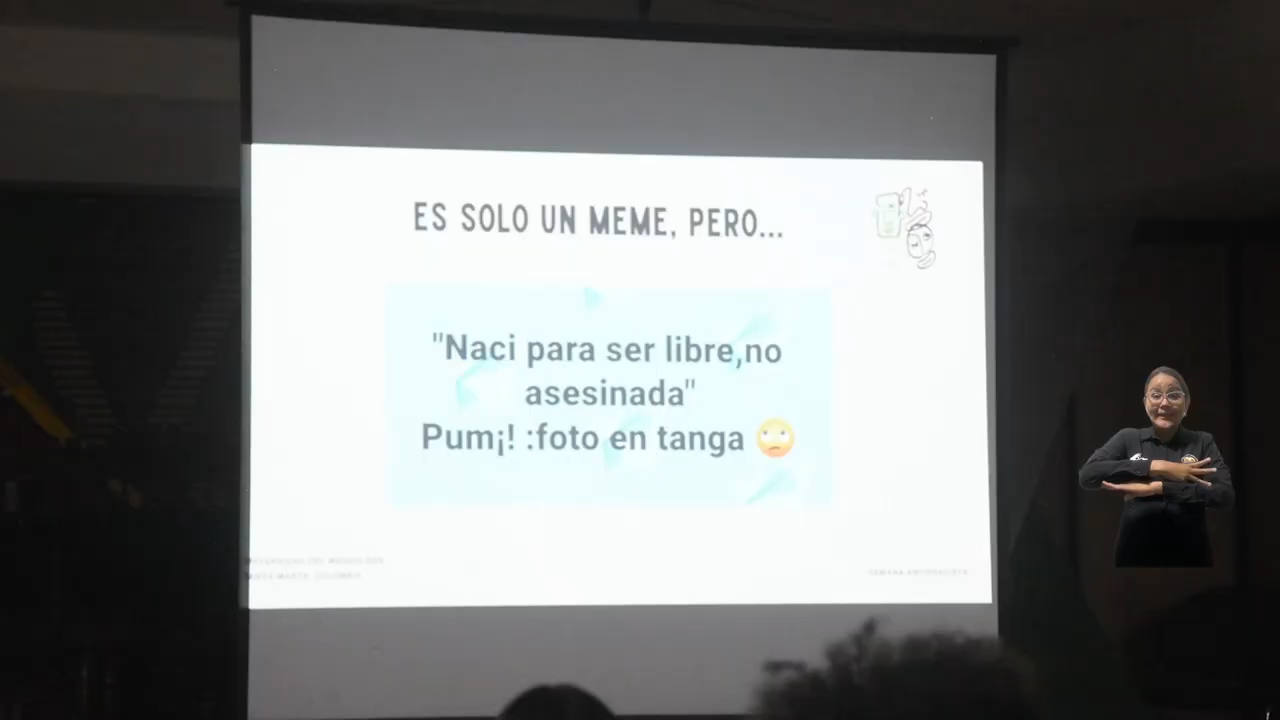 ES SOLO UN MEME, PERO...
"Naci para ser libre,no
asesinada"
Pum¡! :foto en tanga 🙄